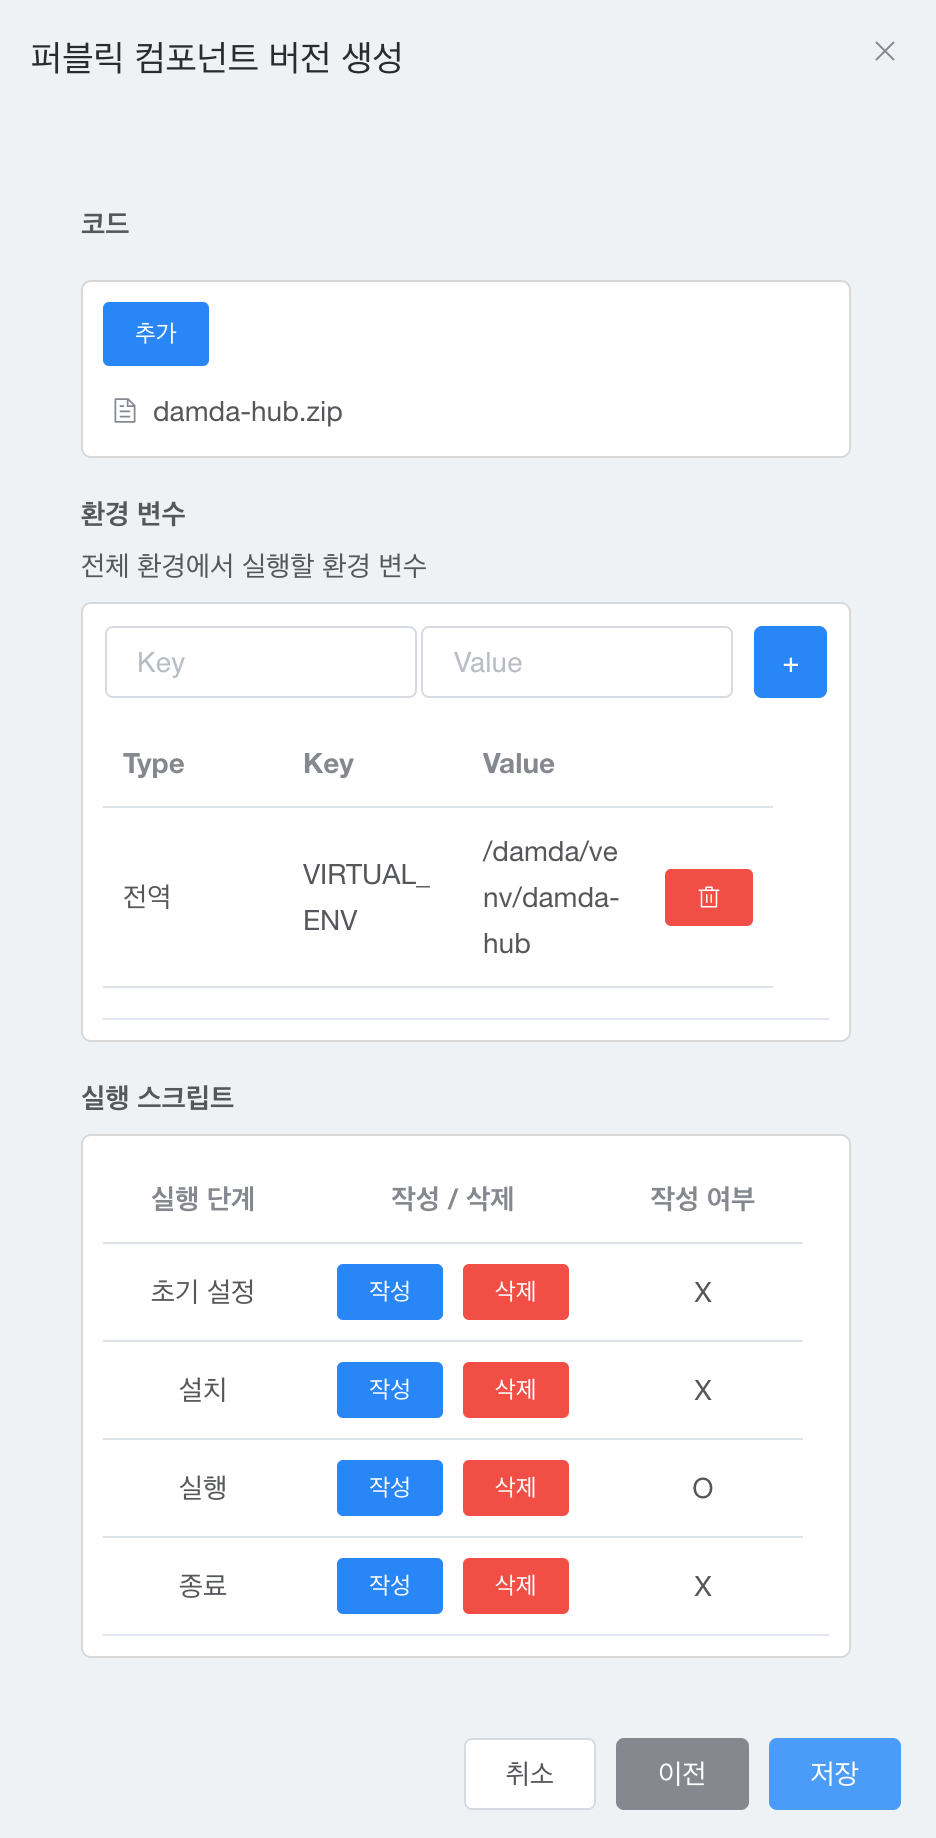 퍼블릭 컴포넌트 버전 생성
코드
추가
damda-hub.zip
환경 변수
전체 환경에서 실행할 환경 변수
Key Value +
Type Key Value
전역 VIRTUAL_ENV /damda/venv/damda-hub
실행 스크립트
실행 단계 작성 / 삭제 작성 여부
초기 설정 작성 삭제 X
설치 작성 삭제 X
실행 작성 삭제 O
종료 작성 삭제 X
취소 이전 저장